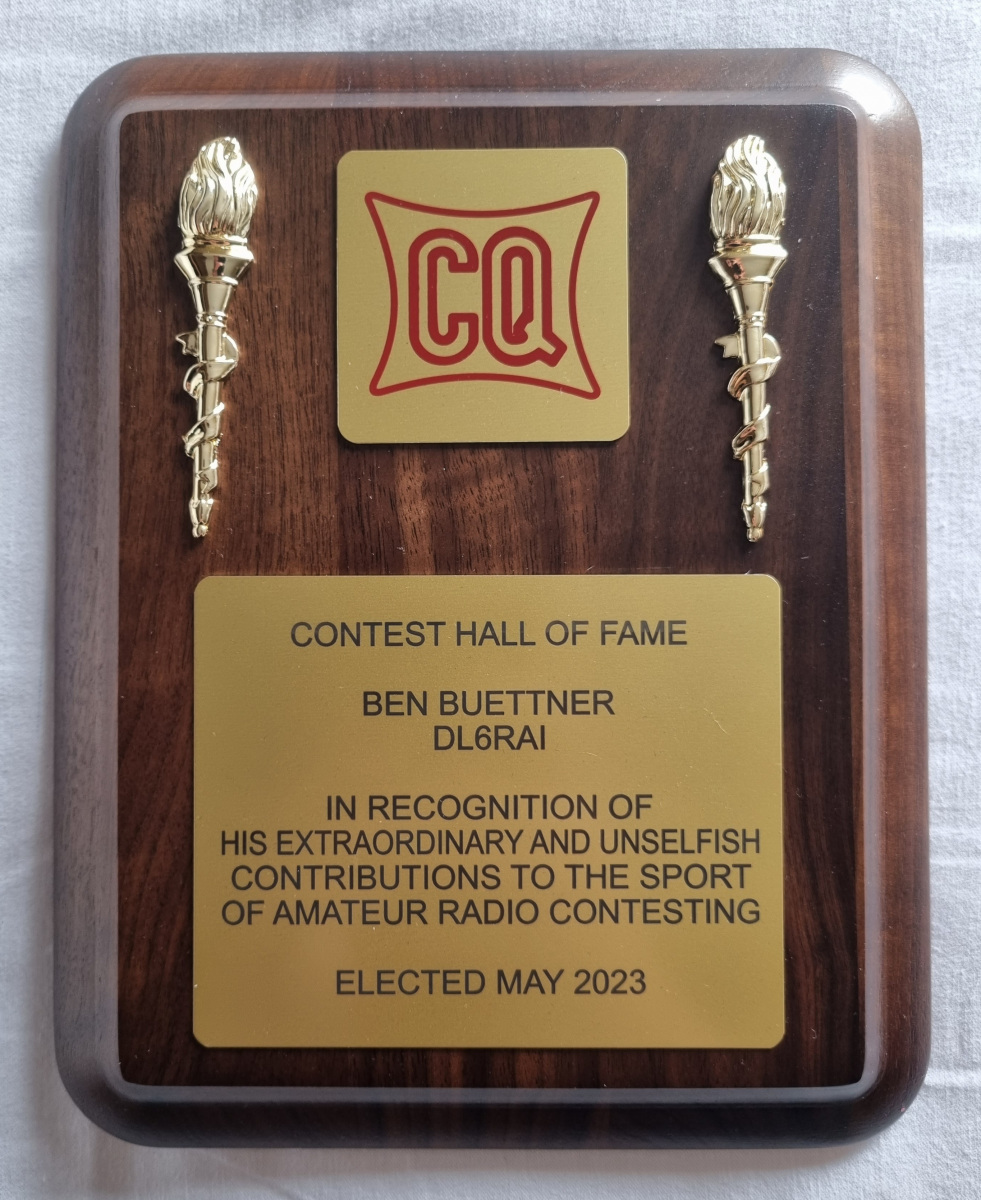 CQ
CONTEST HALL OF FAME
BEN BUETTNER
DL6RAI
IN RECOGNITION OF
HIS EXTRAORDINARY AND UNSELFISH
CONTRIBUTIONS TO THE SPORT
OF AMATEUR RADIO CONTESTING
ELECTED MAY 2023